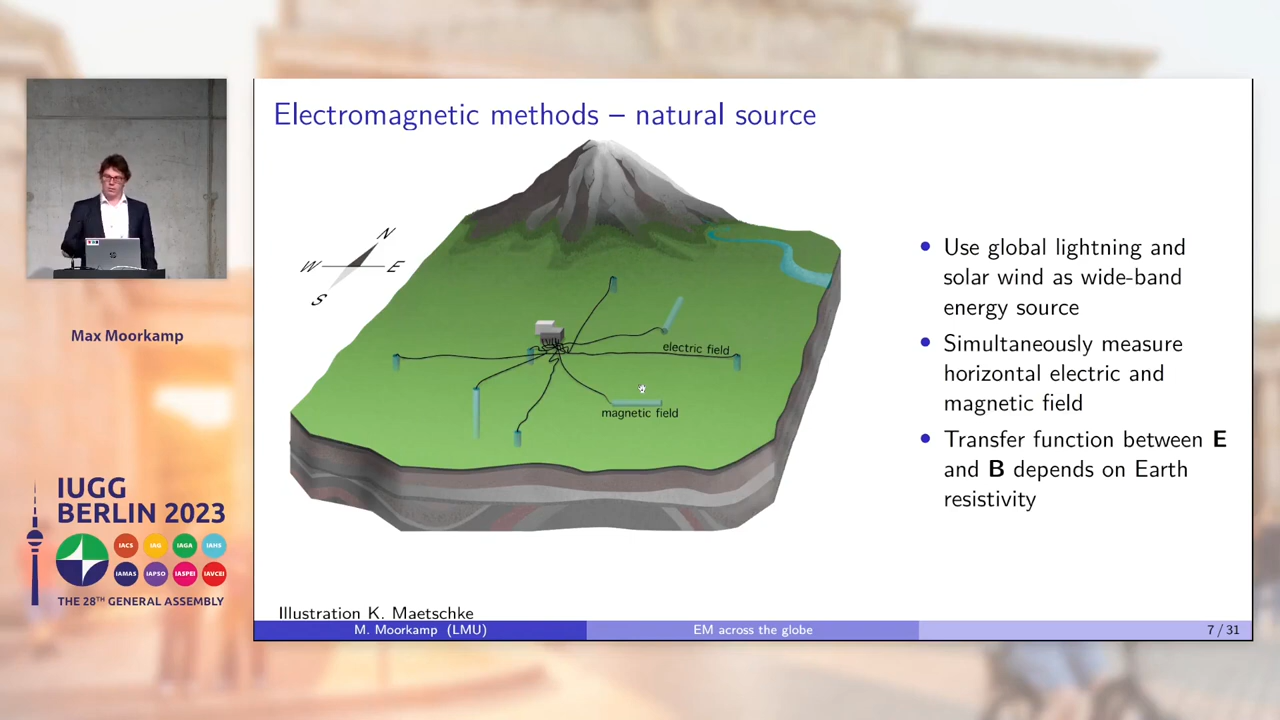 Electromagnetic methods – natural source
N
W
E
S
electric field
magnetic field
• Use global lightning and
solar wind as wide-band
energy source
• Simultaneously measure
horizontal electric and
magnetic field
• Transfer function between E
and B depends on Earth
resistivity
Illustration K. Maetschke
M. Moorkamp (LMU)
EM across the globe
7 / 31
Max Moorkamp
IUGG
BERLIN 2023
IACS
IAG
IAGA
IAHS
IAMAS
IAPSO
IASPEI
IAVCEI
THE 28TH GENERAL ASSEMBLY